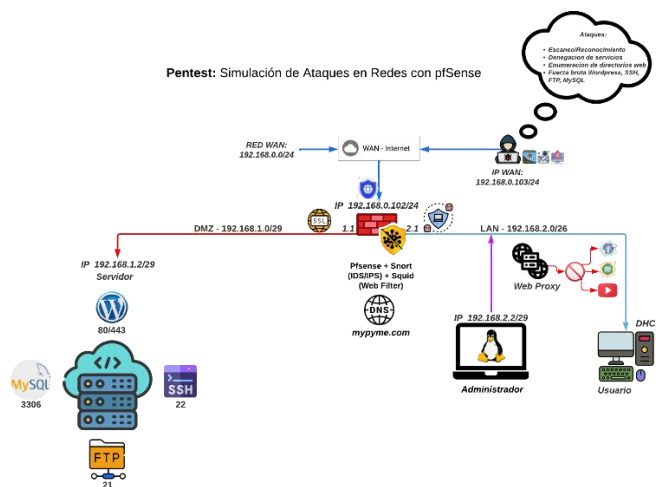 Ataques:
• Escaneo/Reconocimiento
• Denegacion de servicios
• Enumeracion de directorios web
• Fuerza bruta Wordpress, SSH,
FTP, MySQL
Pentest: Simulación de Ataques en Redes con pfSense
RED WAN:
192.168.0.0/24
WAN - Internet
IP WAN:
192.168.0.103/24
IP 192.168.0.102/24
SSL
DMZ - 192.168.1.0/29
1.1
2.1
LAN - 192.168.2.0/26
IP 192.168.1.2/29
Servidor
Pfsense + Snort
(IDS/IPS) + Squid
(Web Filter)
DNS
mypyme.com
Web Proxy
80/443
IP 192.168.2.2/29
Administrador
DHC
Usuario
MySQL
3306
SSH
22
FTP
21